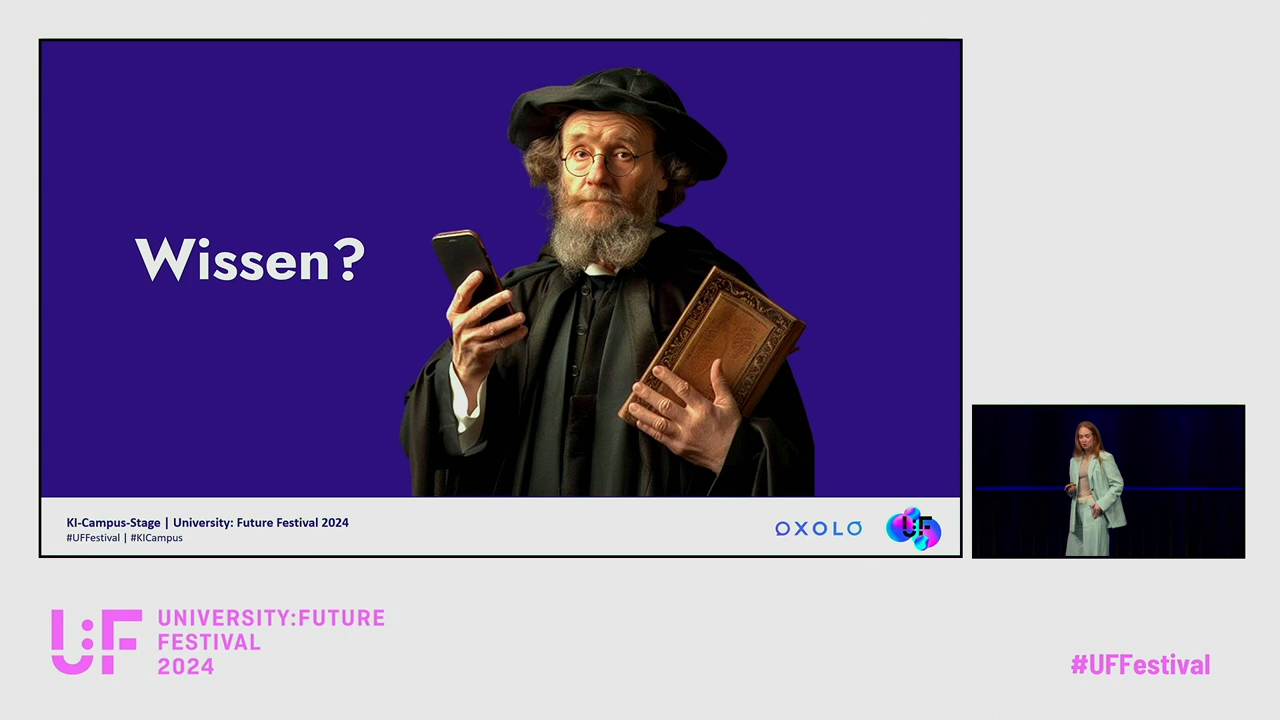 Wissen?
KI-Campus-Stage | University: Future Festival 2024
#UFFestival | #KICampus
OXOLO
U:F
U:F
UNIVERSITY:FUTURE
FESTIVAL
2024
#UFFestival